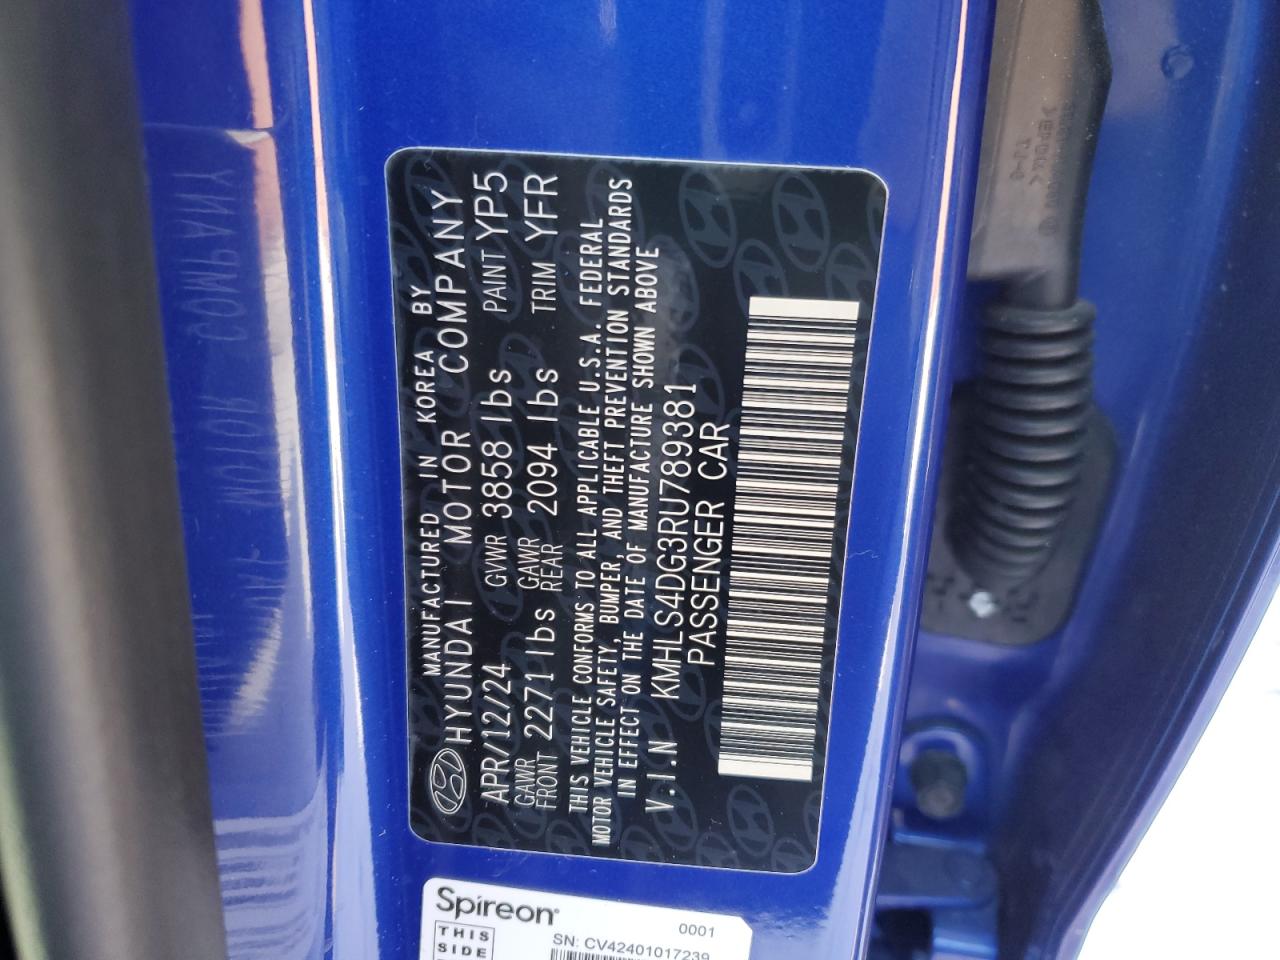 MANUFACTURED IN KOREA BY
HYUNDAI MOTOR COMPANY
APR/12/24 GVWR 3858 lbs PAINT YP5
GAWR FRONT 2271 lbs GAWR REAR 2094 lbs TRIM YFR
THIS VEHICLE CONFORMS TO ALL APPLICABLE U.S.A. FEDERAL
MOTOR VEHICLE SAFETY, BUMPER, AND THEFT PREVENTION STANDARDS
IN EFFECT ON THE DATE OF MANUFACTURE SHOWN ABOVE
V.I.N KMHLS4DG3RU789381
PASSENGER CAR
Spireon
0001
THIS
SIDE
SN: CV42401017239